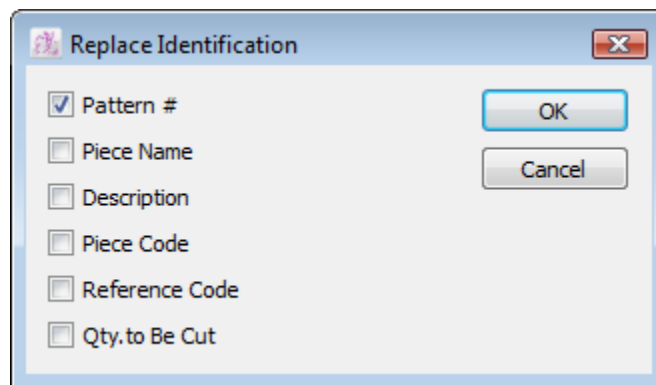 Replace Identification
Pattern #
Piece Name
Description
Piece Code
Reference Code
Qty.to Be Cut
OK
Cancel